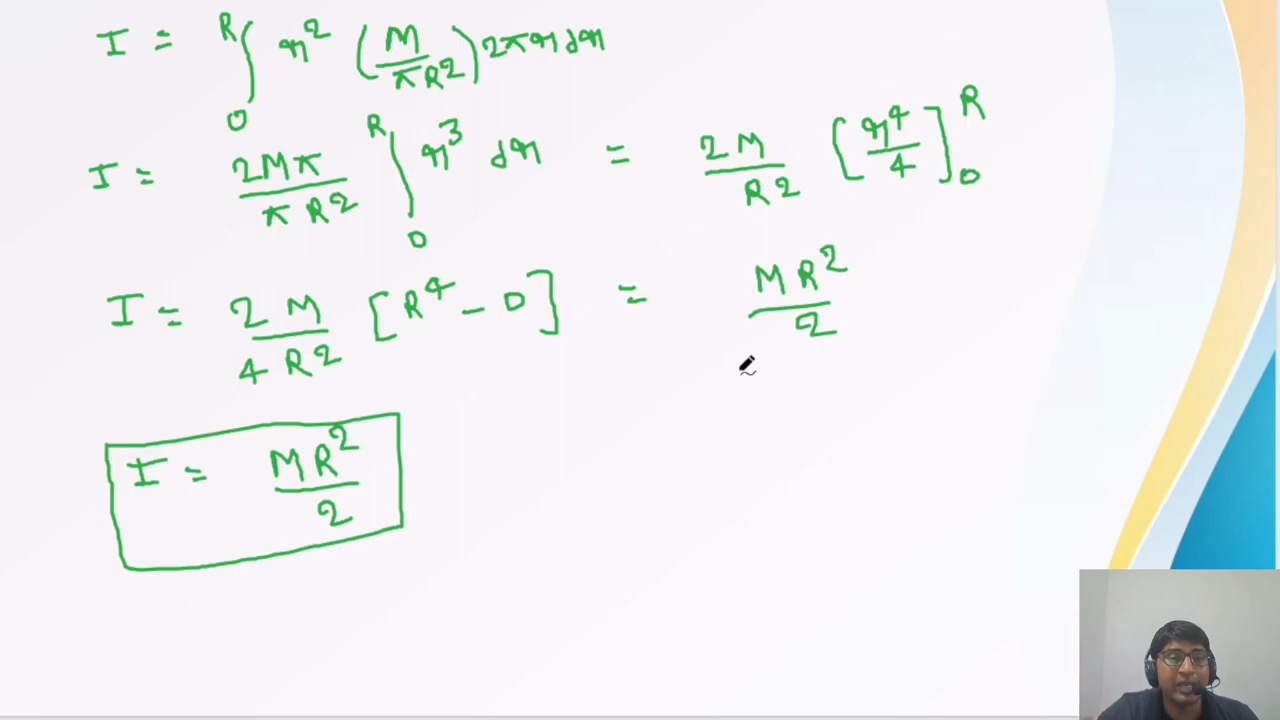 I = ∫₀ᴿ r² (M/πR²) 2πr dr
I = 2Mπ/πR² ∫₀ᴿ r³ dr = 2M/R² [r⁴/4]₀ᴿ
I = 2M/4R² [R⁴ - 0] = MR²/2
I = MR²/2